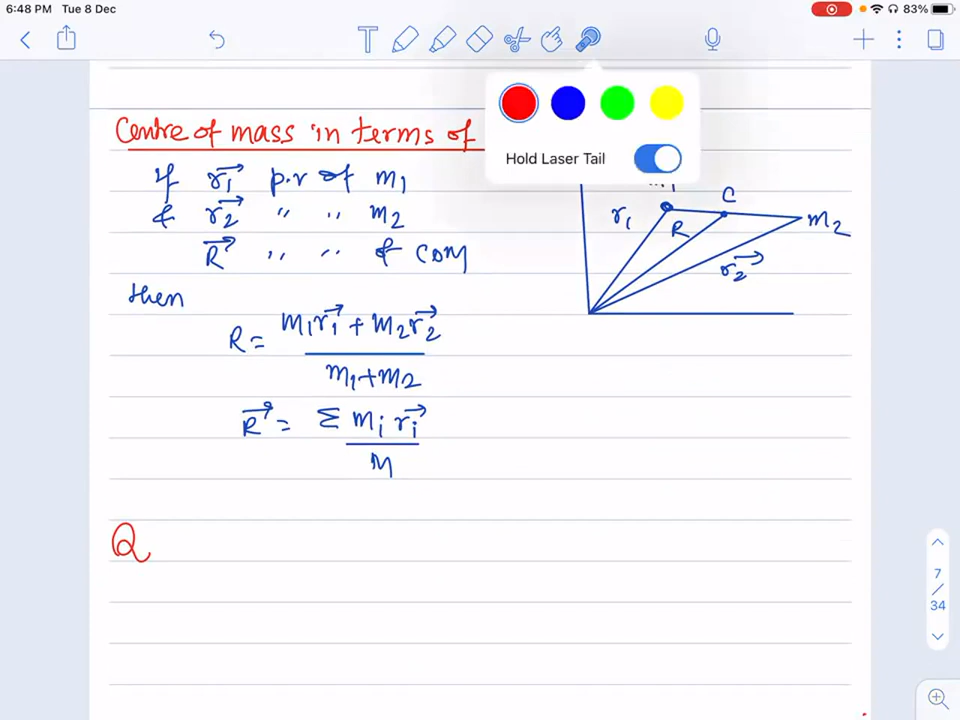 6:48 PM Tue 8 Dec
83%
Hold Laser Tail
Centre of mass in terms of
If r1 p.r of m1
& r2 " " m2
R " " of com
then
R = m1r1 + m2r2
m1+m2
R = Σ mi ri
M
Q
C
r1
R
m2
r2
7
/
34